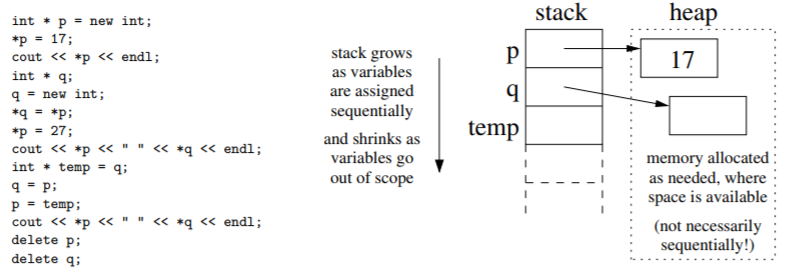 int * p = new int;
*p = 17;
cout << *p << endl;
int * q;
q = new int;
*q = *p;
*p = 27;
cout << *p << " " << *q << endl;
int * temp = q;
q = p;
p = temp;
cout << *p << " " << *q << endl;
delete p;
delete q;
stack grows
as variables
are assigned
sequentially
and shrinks as
variables go
out of scope
stack
heap
p
17
q
temp
memory allocated
as needed, where
space is available
(not necessarily
sequentially!)